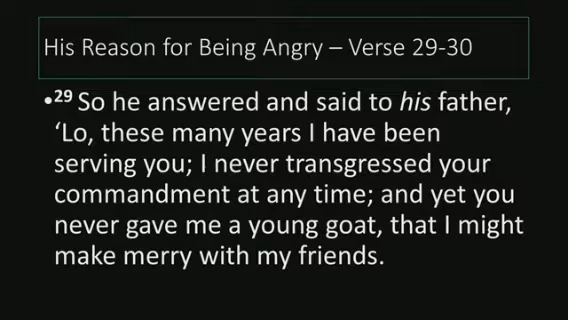 His Reason for Being Angry – Verse 29-30
•29 So he answered and said to his father,
‘Lo, these many years I have been
serving you; I never transgressed your
commandment at any time; and yet you
never gave me a young goat, that I might
make merry with my friends.